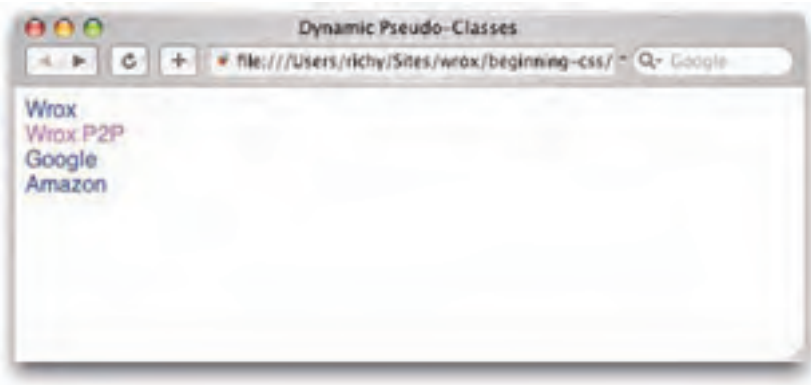 Dynamic Pseudo-Classes
file:///Users/richy/Sites/wrox/beginning-css/
Google
Wrox
Wrox P2P
Google
Amazon